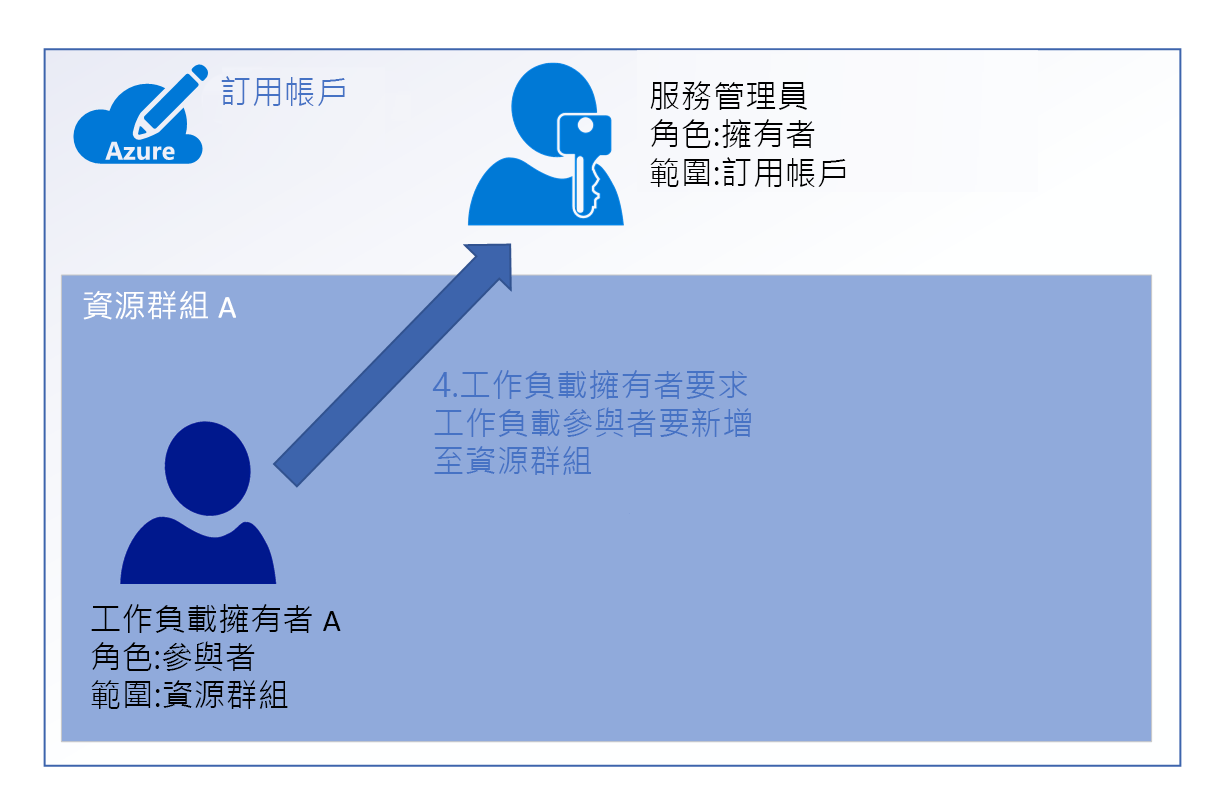 Azure
訂用帳戶
服務管理員
角色:擁有者
範圍:訂用帳戶
資源群組 A
4.工作負載擁有者要求
工作負載參與者要新增
至資源群組
工作負載擁有者 A
角色:參與者
範圍:資源群組